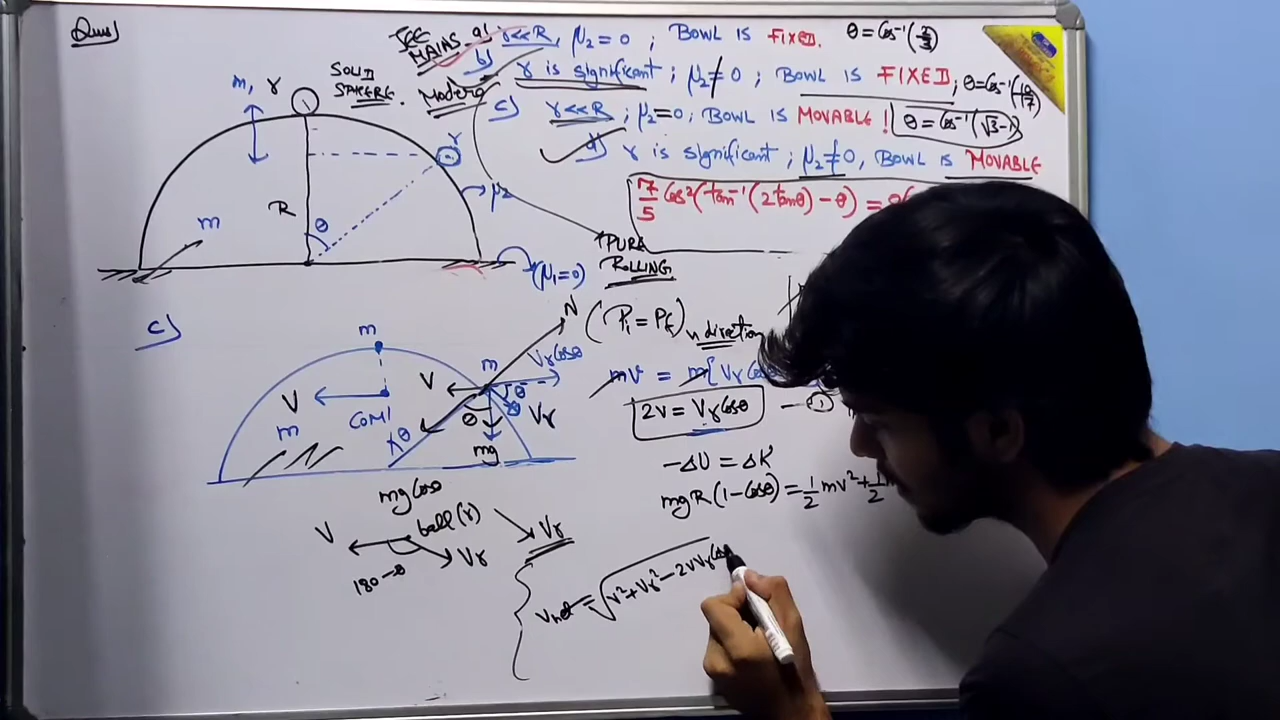 Ques
JEE MAINS
a) r<<R, μ2=0 ; BOWL IS FIXED. θ = Cos⁻¹(2/3)
b) r is significant ; μ2≠0 ; BOWL IS FIXED ; θ=Cos⁻¹(10/17)
c) r<<R ; μ2=0; BOWL IS MOVABLE ! θ = Cos⁻¹(√3-1)
d) r is significant ; μ2≠0, BOWL IS MOVABLE
17/5 cos²(tan⁻¹(2tanθ) - θ) =
m, r
SOLID SPHERE.
r
R
θ
m
μ2
(μ1=0)
PURE ROLLING
c)
m
V
COM
m
N
m
V
Vr cosθ
θ
θ
θ
Vr
mg
mg cosθ
(Pi = Pf) x direction
mV = m[Vr cosθ
2V = Vr Cosθ — ①
-ΔU = ΔK
mgR(1-Cosθ) = 1/2 mv² + 1/2
V
ball (r)
Vr
180-θ
Vr
Vnet = √v²+Vr²-2vVr cos